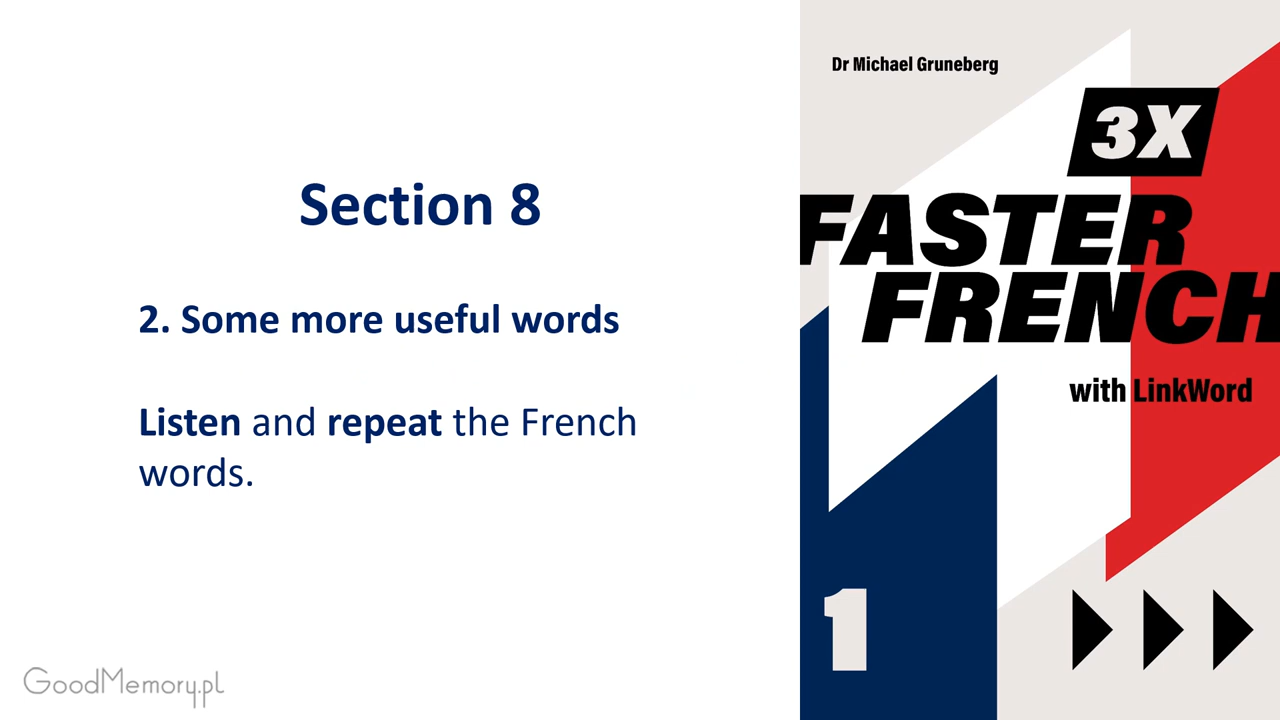 Section 8
2. Some more useful words
Listen and repeat the French
words.
GoodMemory.pl
Dr Michael Gruneberg
3X
FASTER
FRENCH
with LinkWord
1